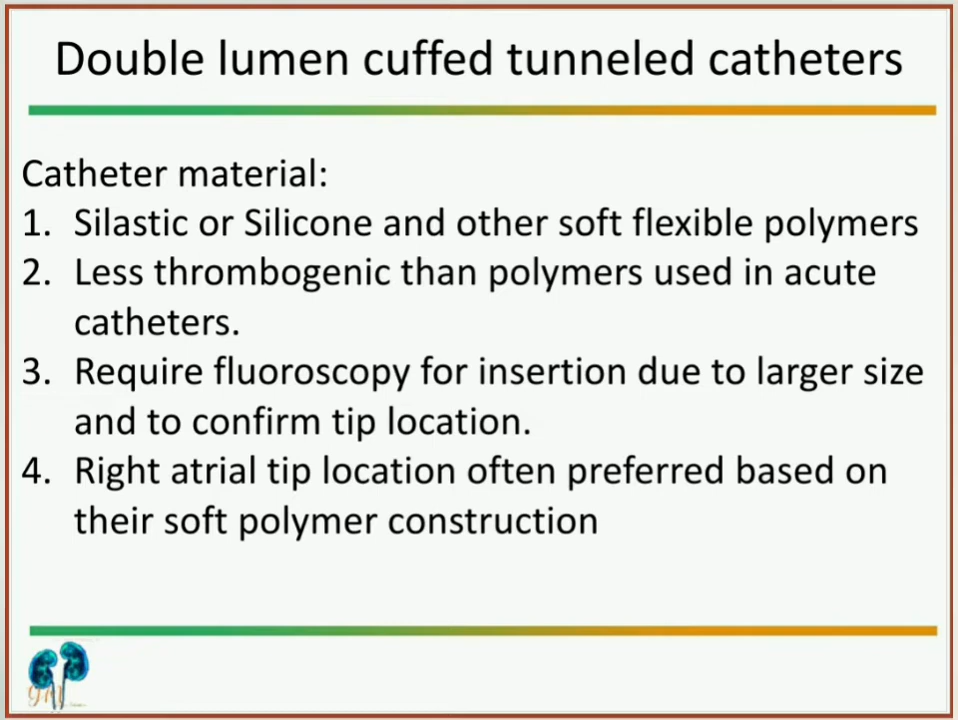 Double lumen cuffed tunneled catheters
Catheter material:
1. Silastic or Silicone and other soft flexible polymers
2. Less thrombogenic than polymers used in acute
catheters.
3. Require fluoroscopy for insertion due to larger size
and to confirm tip location.
4. Right atrial tip location often preferred based on
their soft polymer construction